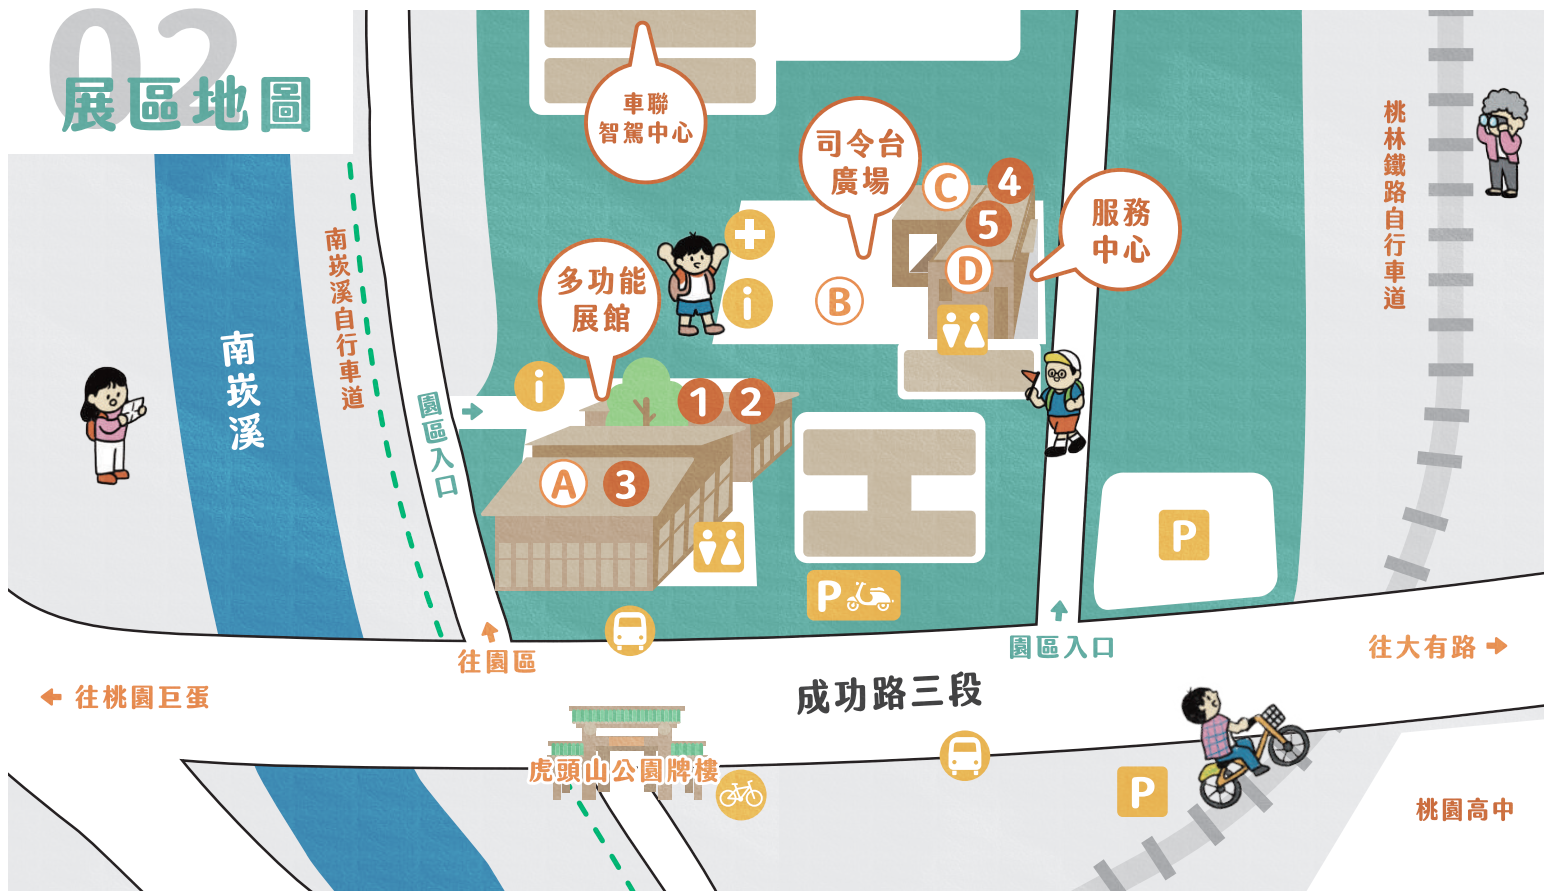 02
展區地圖
車聯
智駕中心
司令台
廣場
C
4
5
D
服務
中心
桃林鐵路自行車道
南崁溪自行車道
南崁溪
多功能
展館
i
B
i
1
2
園區入口
A
3
P
P
往園區
園區入口
往大有路
往桃園巨蛋
成功路三段
虎頭山公園牌樓
P
桃園高中